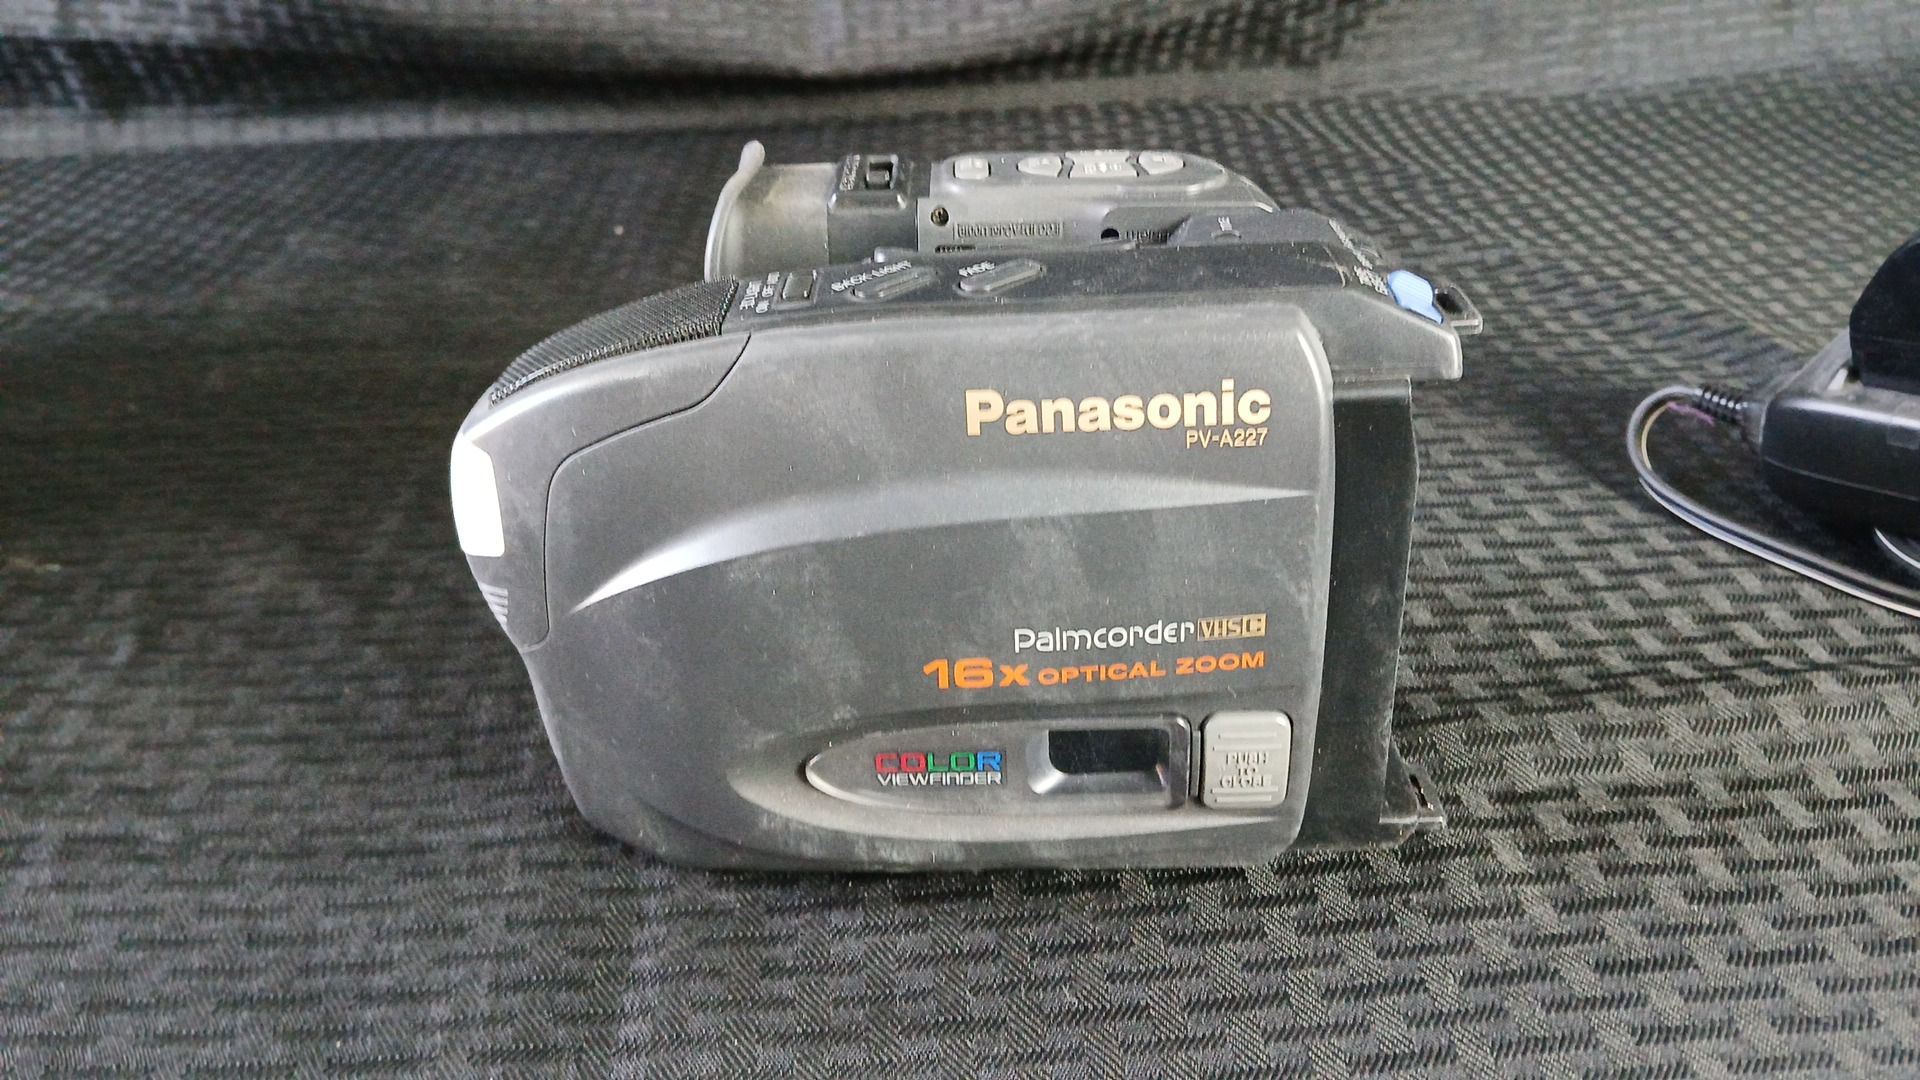 BACK LIGHT
FADE
Panasonic
PV-A227
Palmcorder VHS C
16x OPTICAL ZOOM
COLOR
VIEWFINDER
PUSH
TO
CLOSE